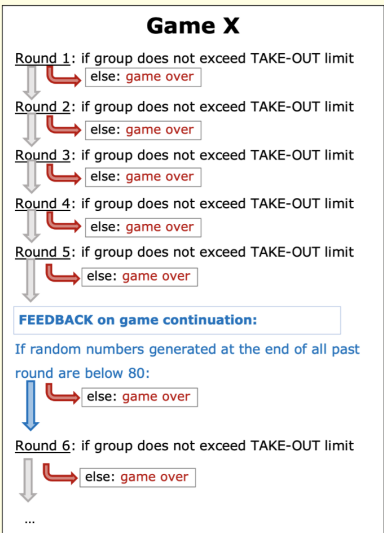 Game X
Round 1: if group does not exceed TAKE-OUT limit
else: game over
Round 2: if group does not exceed TAKE-OUT limit
else: game over
Round 3: if group does not exceed TAKE-OUT limit
else: game over
Round 4: if group does not exceed TAKE-OUT limit
else: game over
Round 5: if group does not exceed TAKE-OUT limit
else: game over
FEEDBACK on game continuation:
If random numbers generated at the end of all past
round are below 80:
else: game over
Round 6: if group does not exceed TAKE-OUT limit
else: game over
...